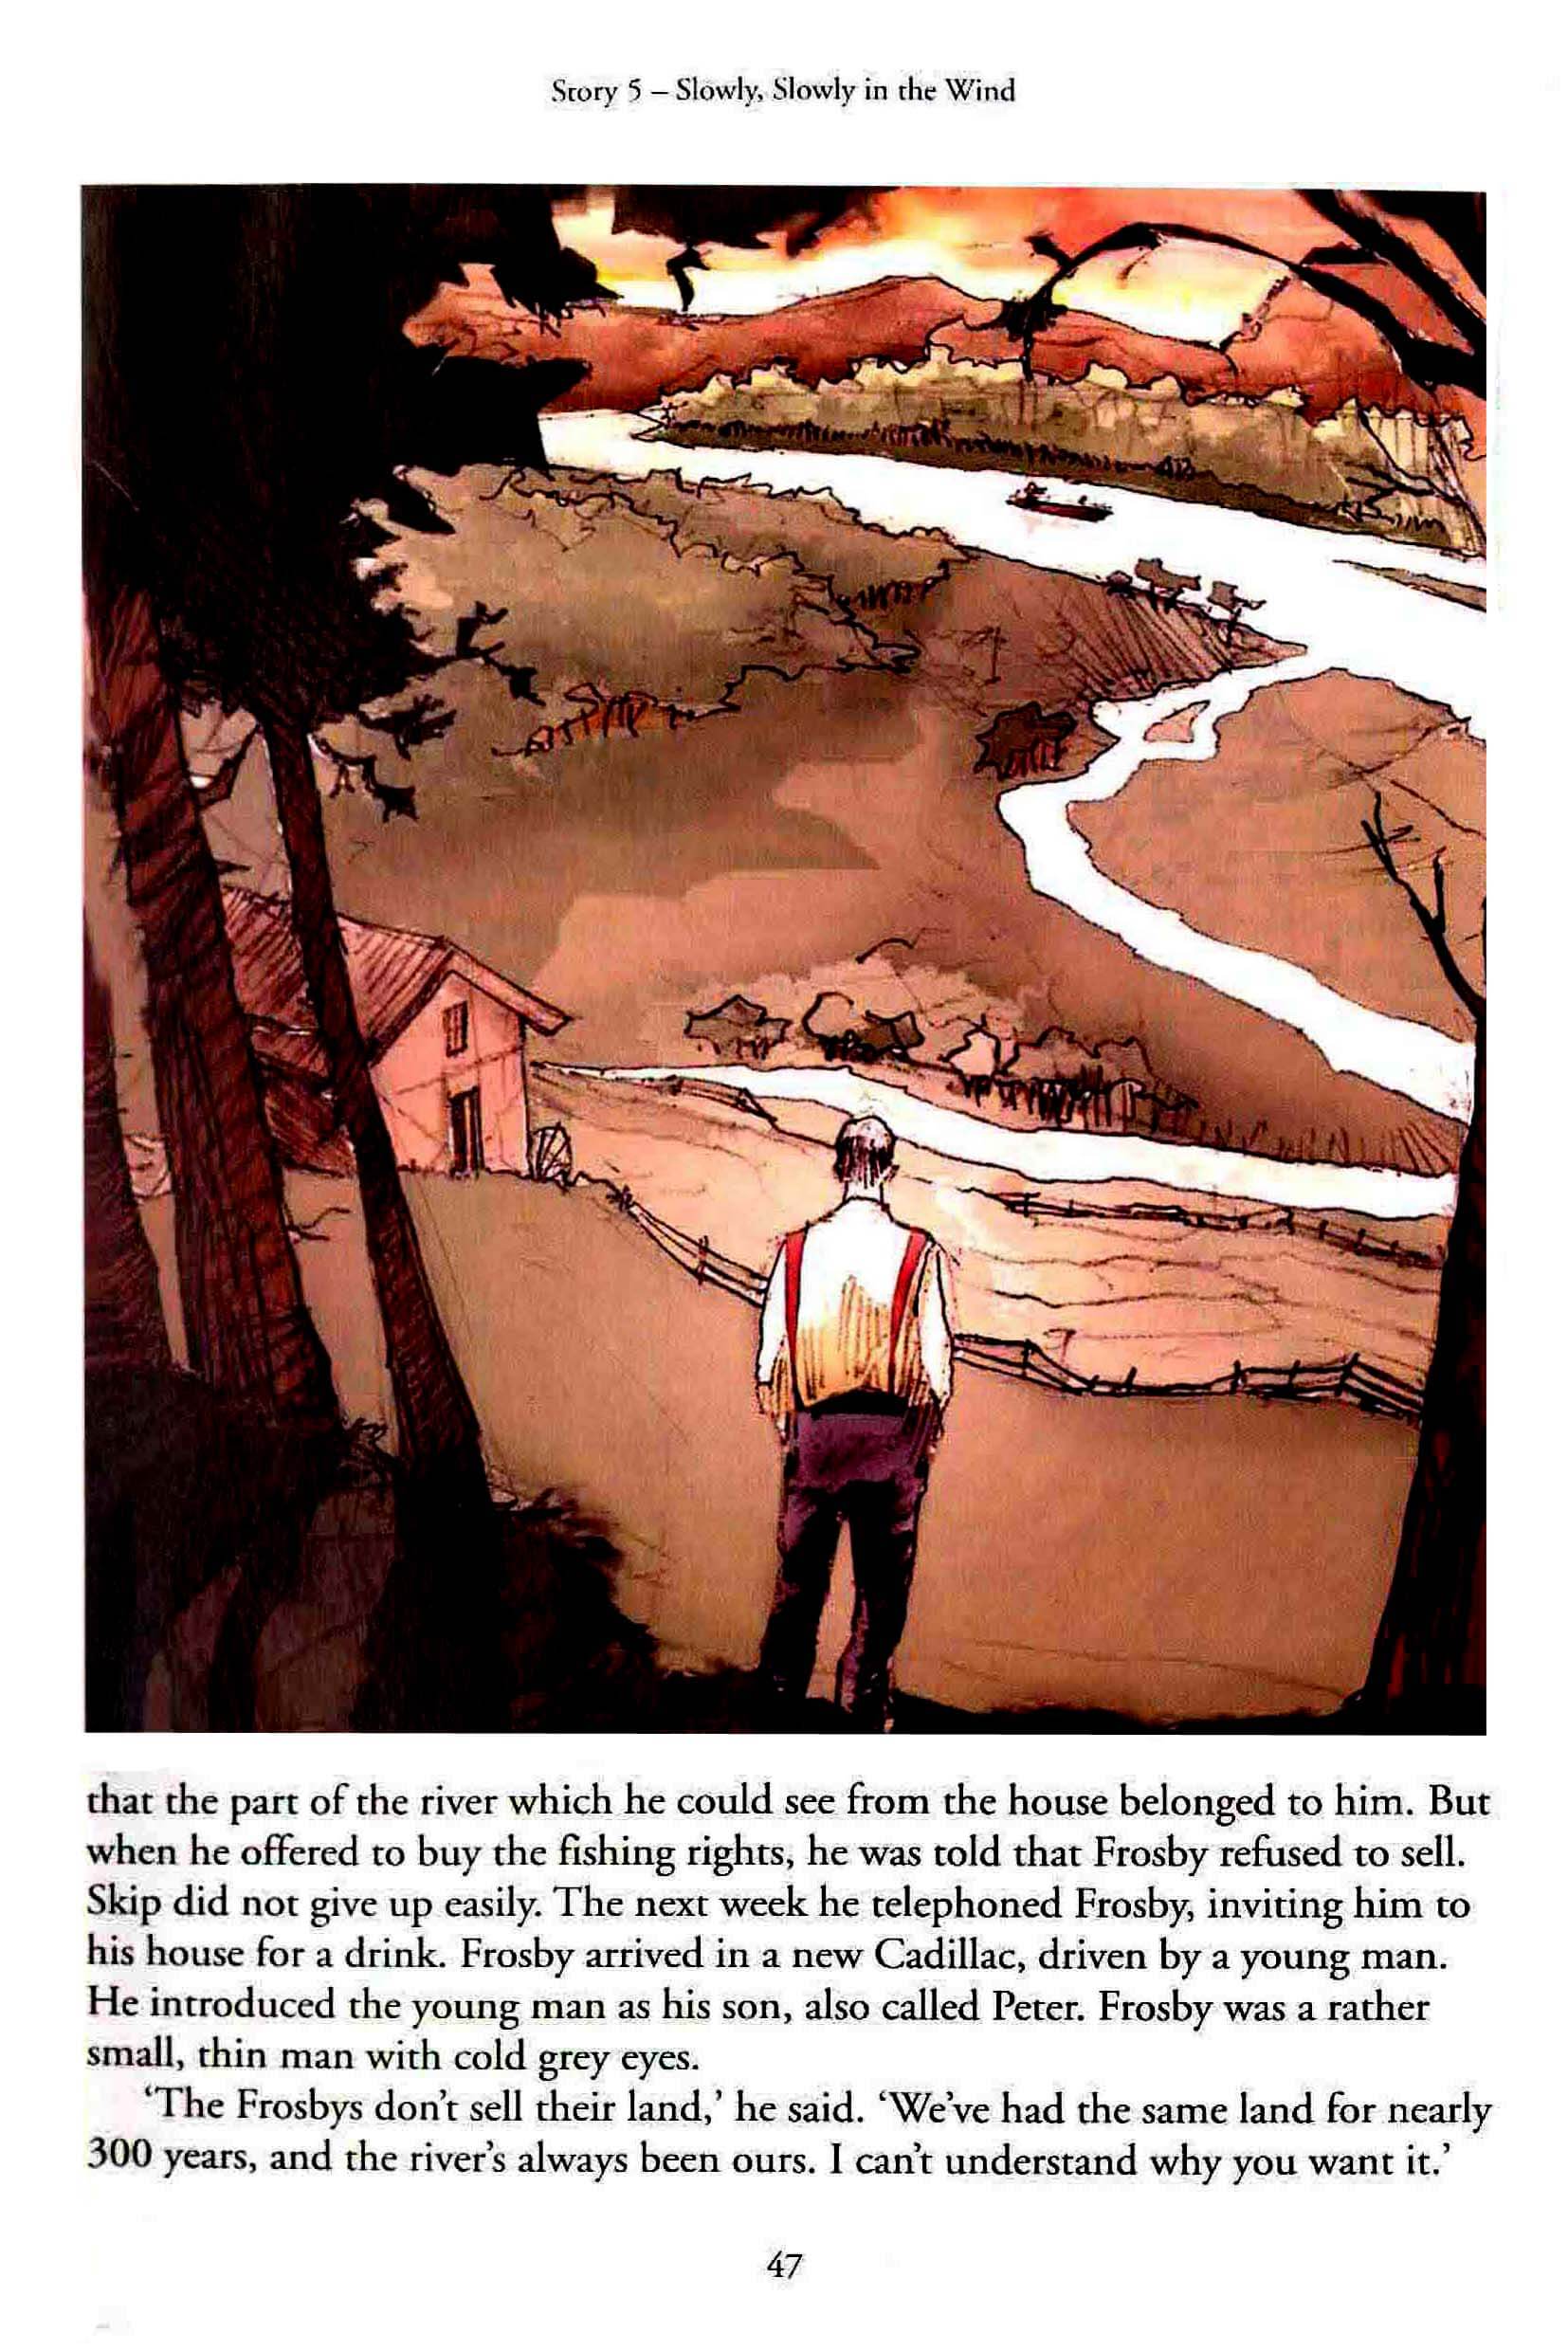 Story 5 – Slowly, Slowly in the Wind
that the part of the river which he could see from the house belonged to him. But
when he offered to buy the fishing rights, he was told that Frosby refused to sell.
Skip did not give up easily. The next week he telephoned Frosby, inviting him to
his house for a drink. Frosby arrived in a new Cadillac, driven by a young man.
He introduced the young man as his son, also called Peter. Frosby was a rather
small, thin man with cold grey eyes.
‘The Frosbys don’t sell their land,’ he said. ‘We’ve had the same land for nearly
300 years, and the river’s always been ours. I can’t understand why you want it.’
47